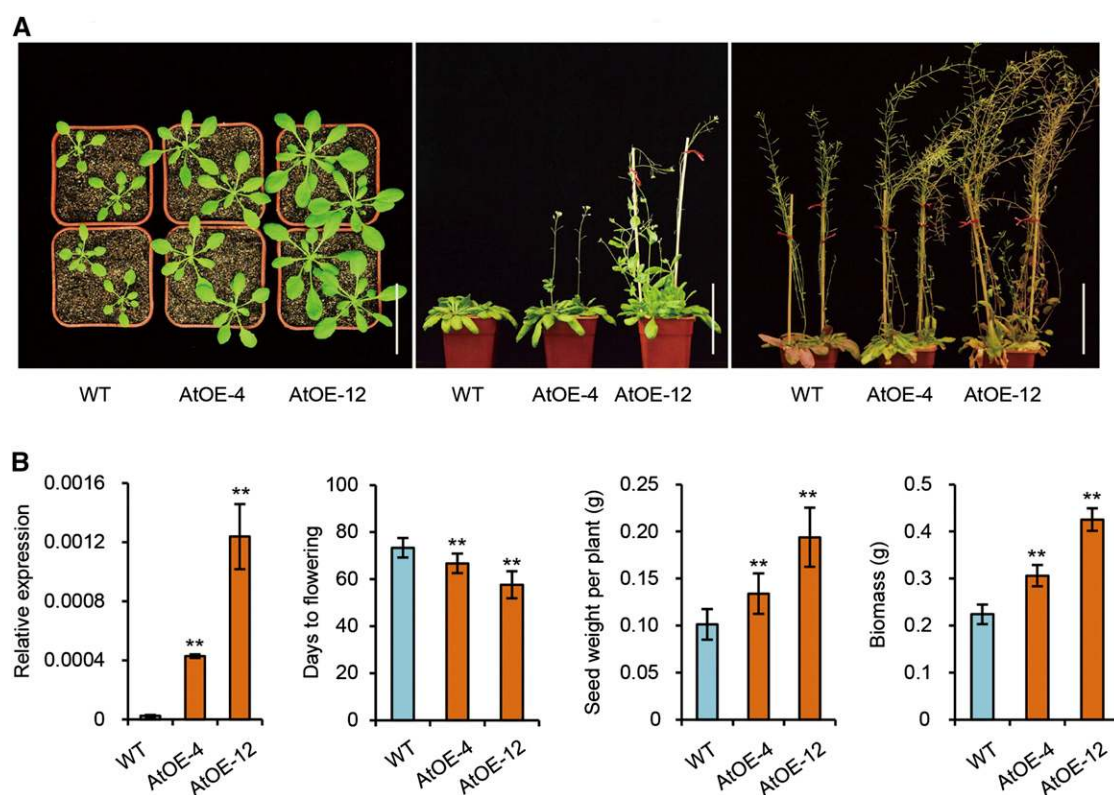 A
WT AtOE-4 AtOE-12 WT AtOE-4 AtOE-12 WT AtOE-4 AtOE-12
B
Relative expression
0.0016
0.0012
0.0008
0.0004
0
**
**
WT AtOE-4 AtOE-12
Days to flowering
100
80
60
40
20
0
**
**
WT AtOE-4 AtOE-12
Seed weight per plant (g)
0.25
0.20
0.15
0.10
0.05
0
**
**
WT AtOE-4 AtOE-12
Biomass (g)
0.5
0.4
0.3
0.2
0.1
0
**
**
WT AtOE-4 AtOE-12